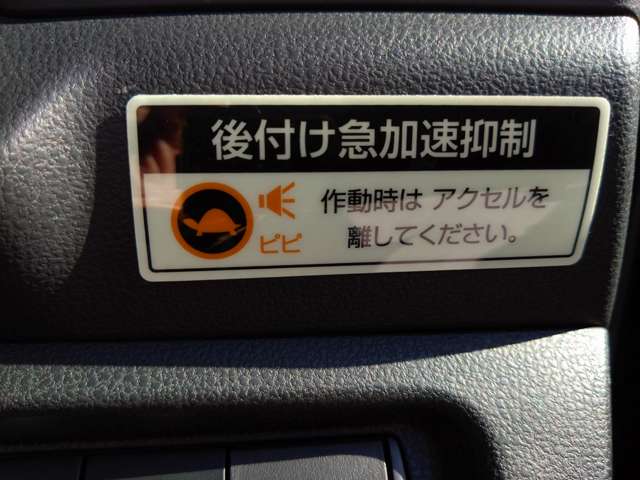 後付け急加速抑制
作動時は アクセルを
離してください。
ピピ